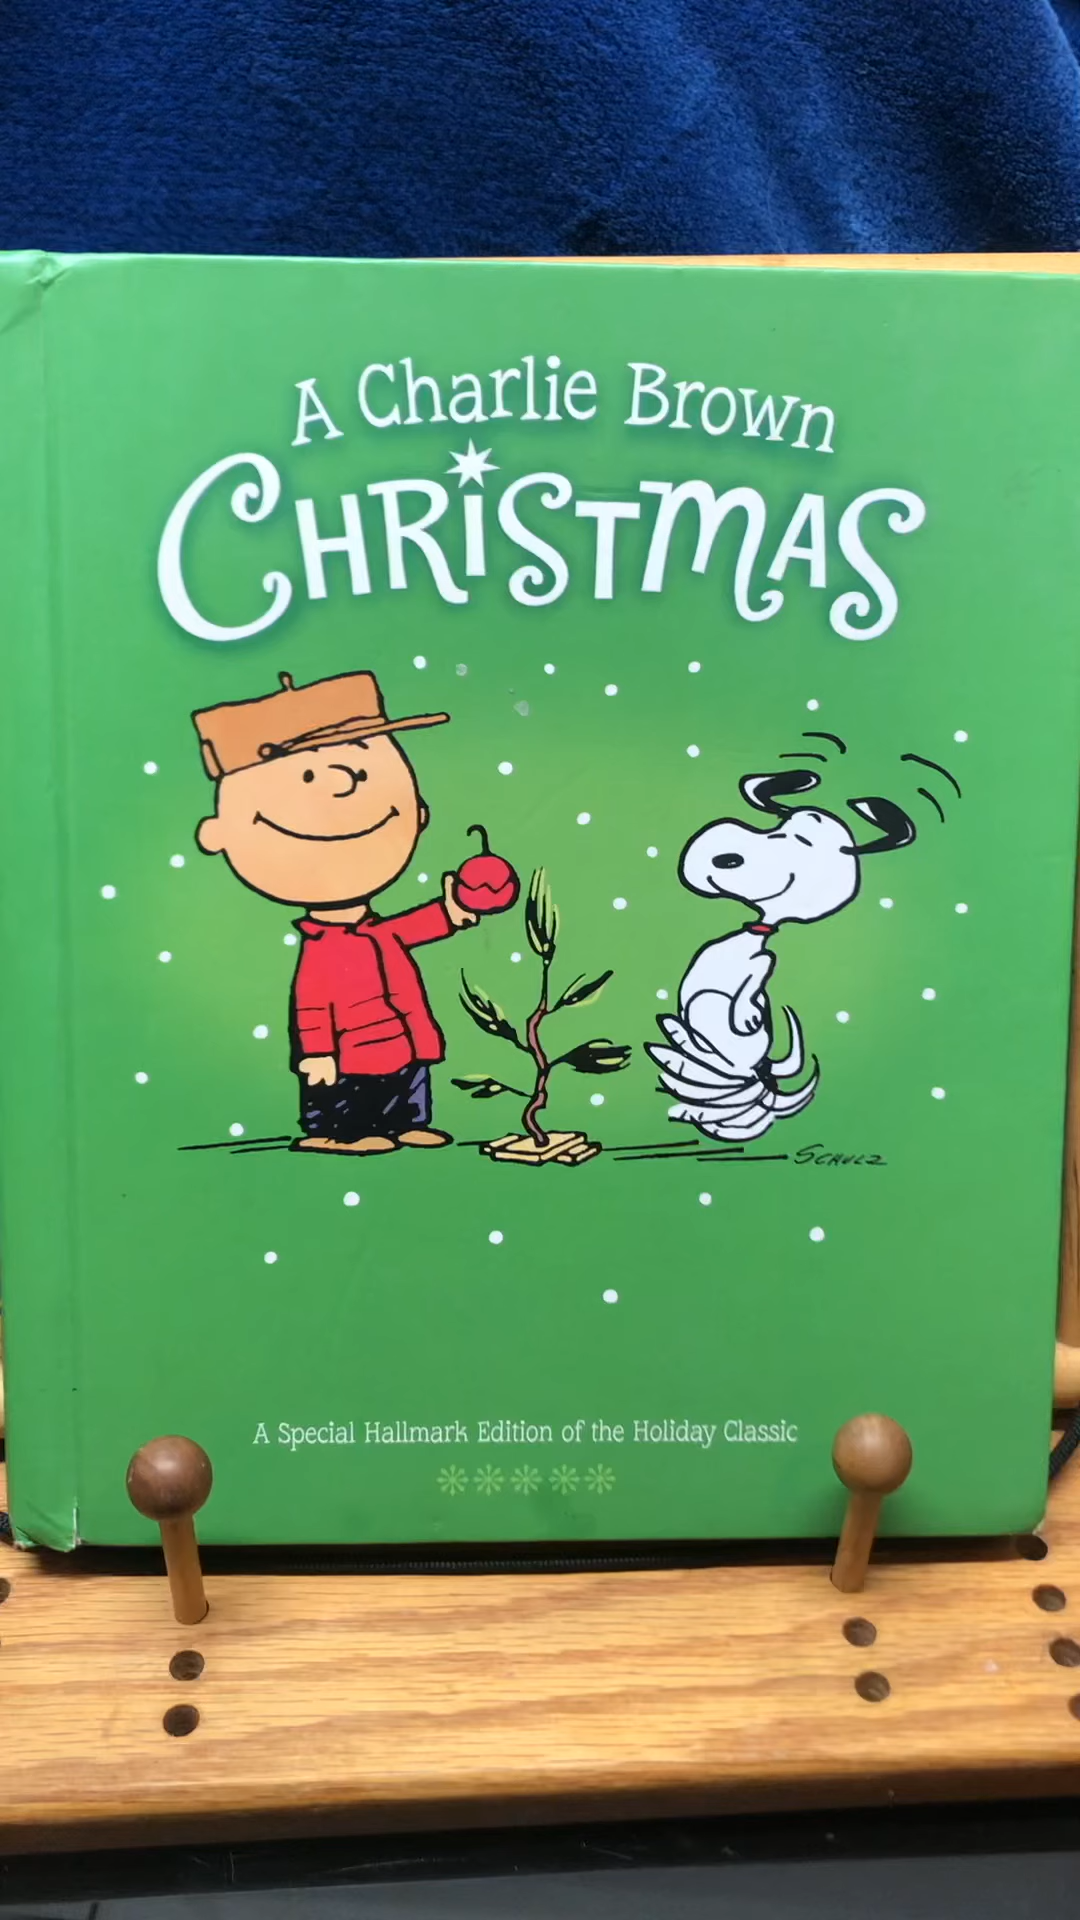 A Charlie Brown
CHRiSTMAS
SCHULZ
A Special Hallmark Edition of the Holiday Classic